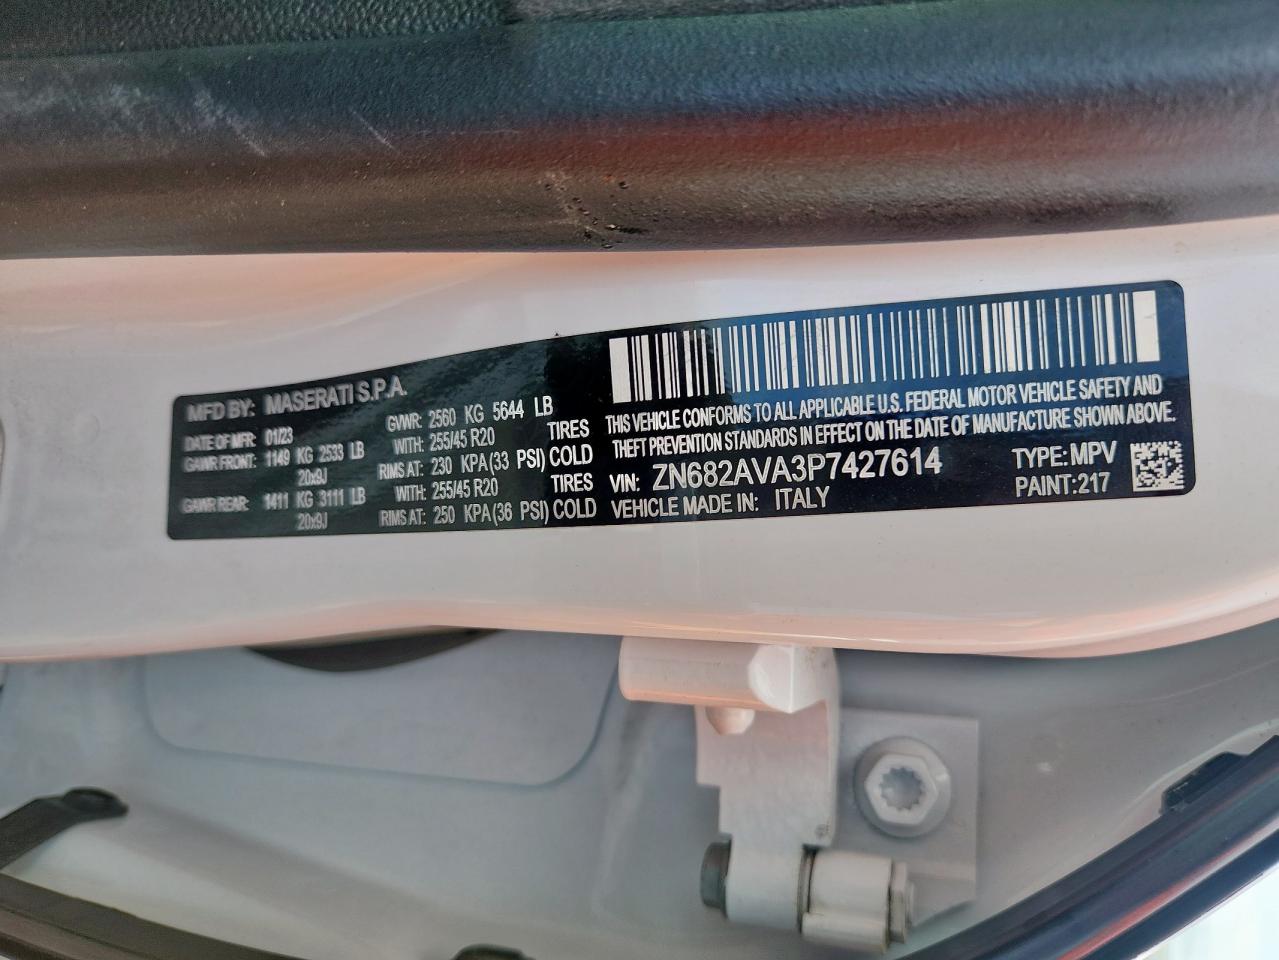 MFD BY: MASERATI S.P.A.
DATE OF MFR: 01/23 GVWR: 2560 KG 5644 LB
GAWR FRONT: 1149 KG 2533 LB WITH: 255/45 R20 TIRES
20x9J RIMS AT: 230 KPA (33 PSI) COLD
GAWR REAR: 1411 KG 3111 LB WITH: 255/45 R20 TIRES
20x9J RIMS AT: 250 KPA (36 PSI) COLD
THIS VEHICLE CONFORMS TO ALL APPLICABLE U.S. FEDERAL MOTOR VEHICLE SAFETY AND
THEFT PREVENTION STANDARDS IN EFFECT ON THE DATE OF MANUFACTURE SHOWN ABOVE.
VIN: ZN682AVA3P7427614 TYPE: MPV
VEHICLE MADE IN: ITALY PAINT: 217